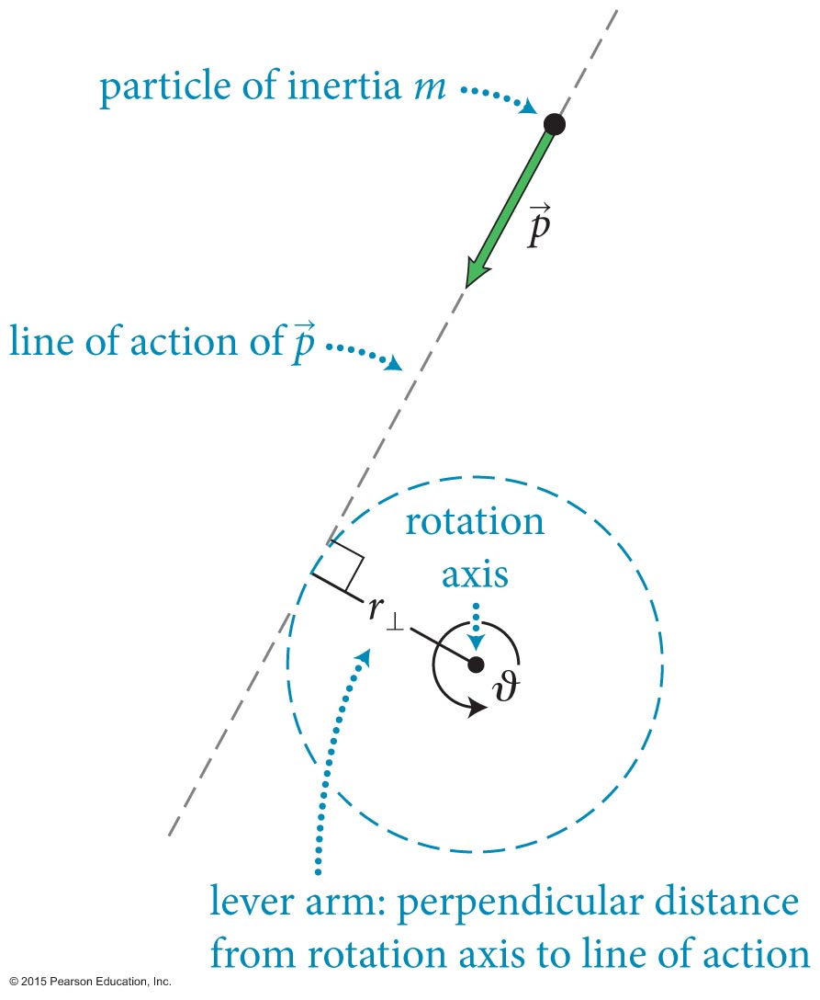 particle of inertia m
p⃗
line of action of p⃗
rotation
axis
r⊥
ϑ
lever arm: perpendicular distance
from rotation axis to line of action
© 2015 Pearson Education, Inc.